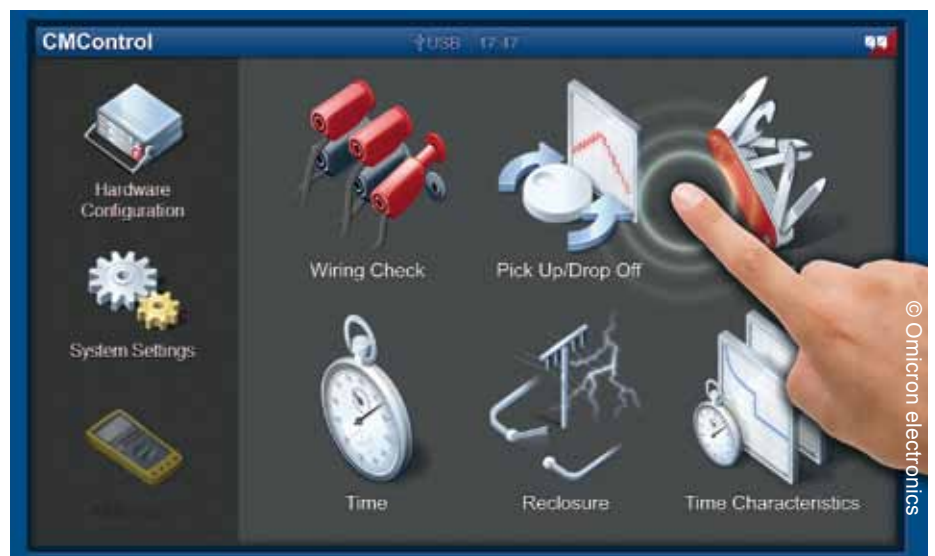 CMControl
USB 17:17
Hardware
Configuration
System Settings
Wiring Check
Pick Up/Drop Off
Time
Reclosure
Time Characteristics
© Omicron electronics